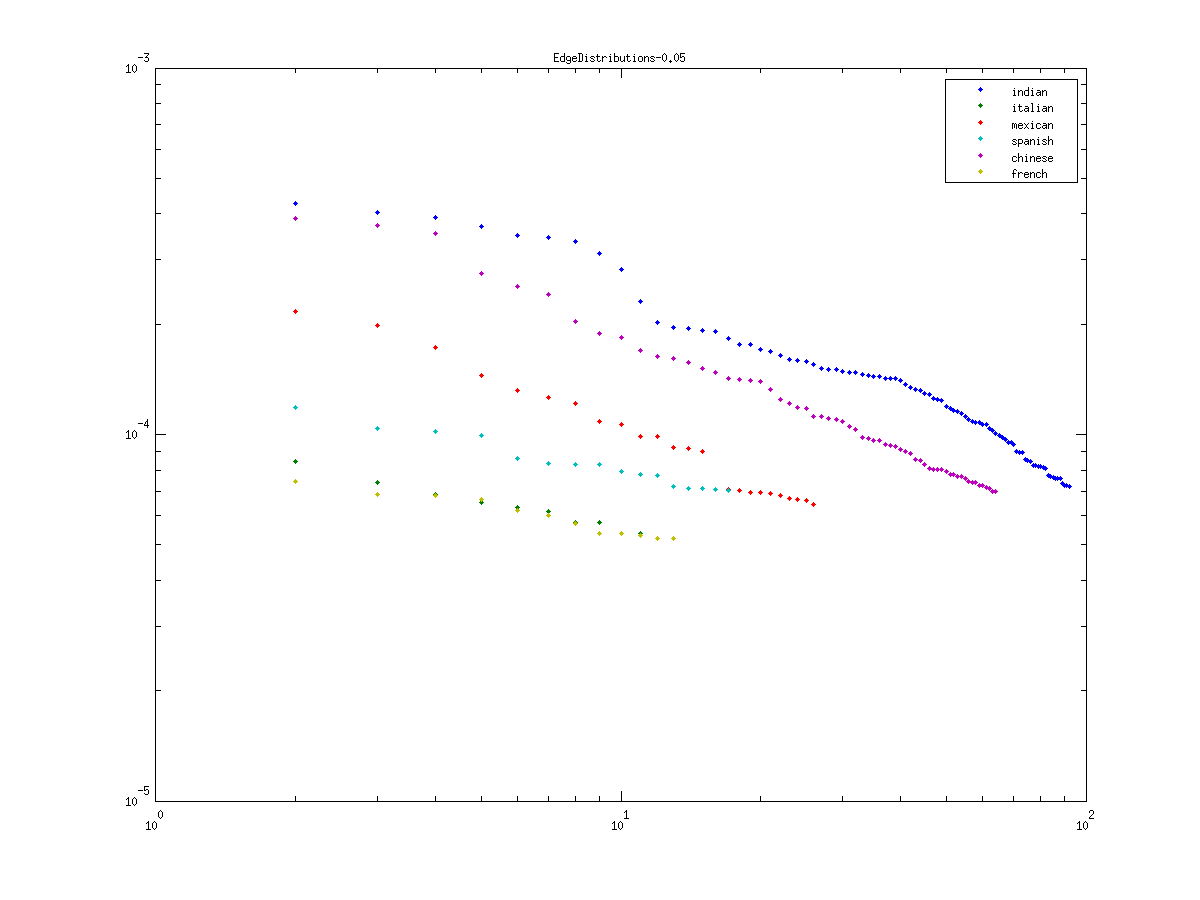 EdgeDistributions-0.05
10^-3
indian
italian
mexican
spanish
chinese
french
10^-4
10^-5
10^0
10^1
10^2